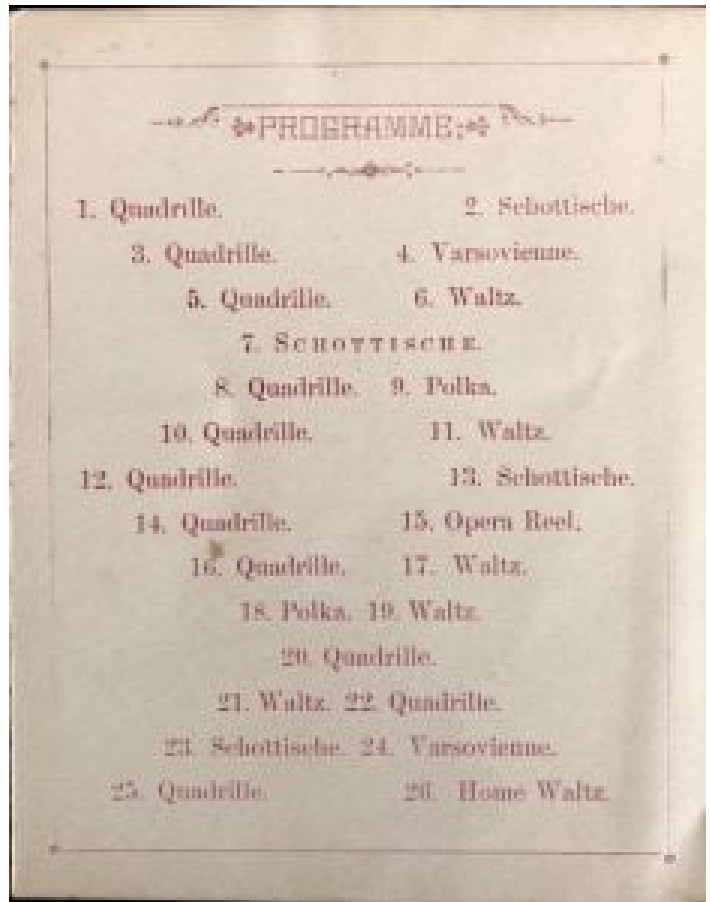 PROGRAMME:
1. Quadrille. 2. Schottische.
3. Quadrille. 4. Varsovienne.
5. Quadrille. 6. Waltz.
7. SCHOTTISCHE.
8. Quadrille. 9. Polka.
10. Quadrille. 11. Waltz.
12. Quadrille. 13. Schottische.
14. Quadrille. 15. Opera Reel.
16. Quadrille. 17. Waltz.
18. Polka. 19. Waltz.
20. Quadrille.
21. Waltz. 22. Quadrille.
23. Schottische. 24. Varsovienne.
25. Quadrille. 26. Home Waltz.